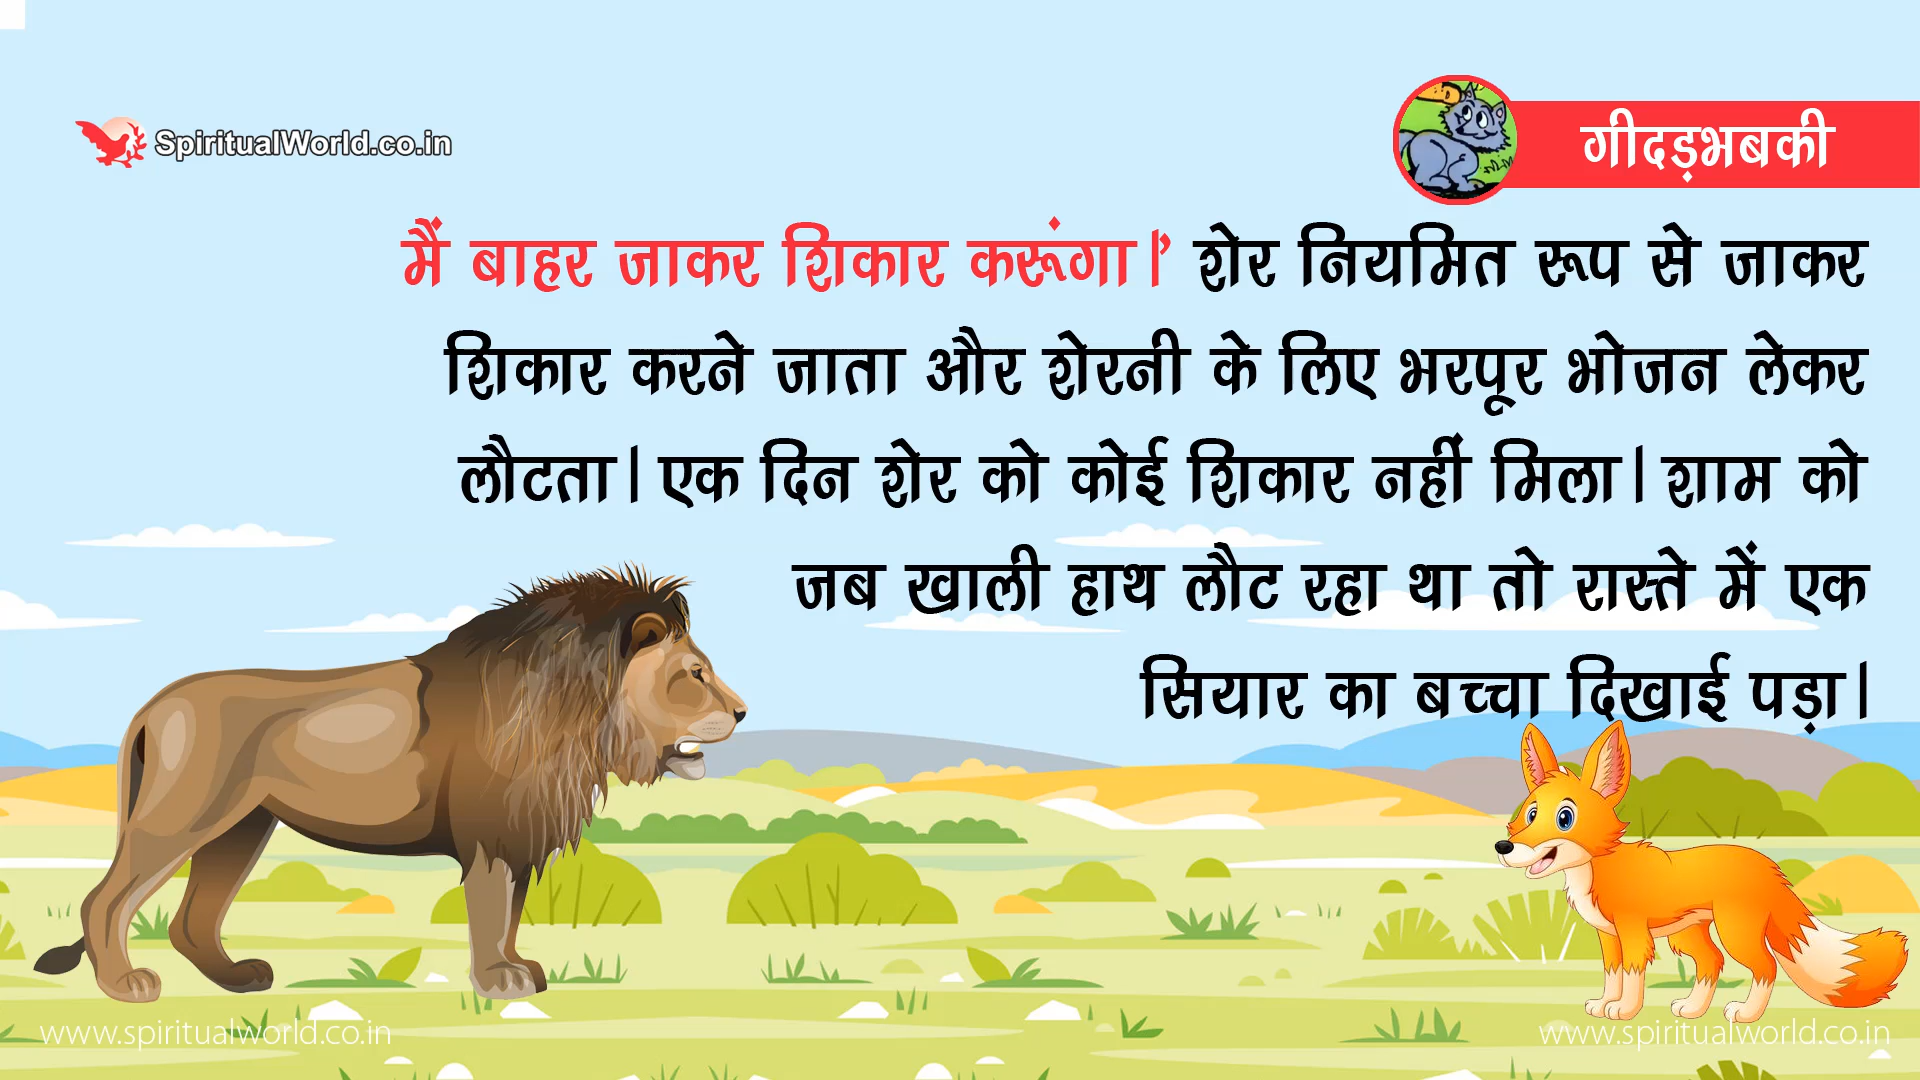 SpiritualWorld.co.in
गीदड़भबकी
मैं बाहर जाकर शिकार करूंगा।’ शेर नियमित रूप से जाकर
शिकार करने जाता और शेरनी के लिए भरपूर भोजन लेकर
लौटता। एक दिन शेर को कोई शिकार नहीं मिला। शाम को
जब खाली हाथ लौट रहा था तो रास्ते में एक
सियार का बच्चा दिखाई पड़ा।
www.spiritualworld.co.in
www.spiritualworld.co.in